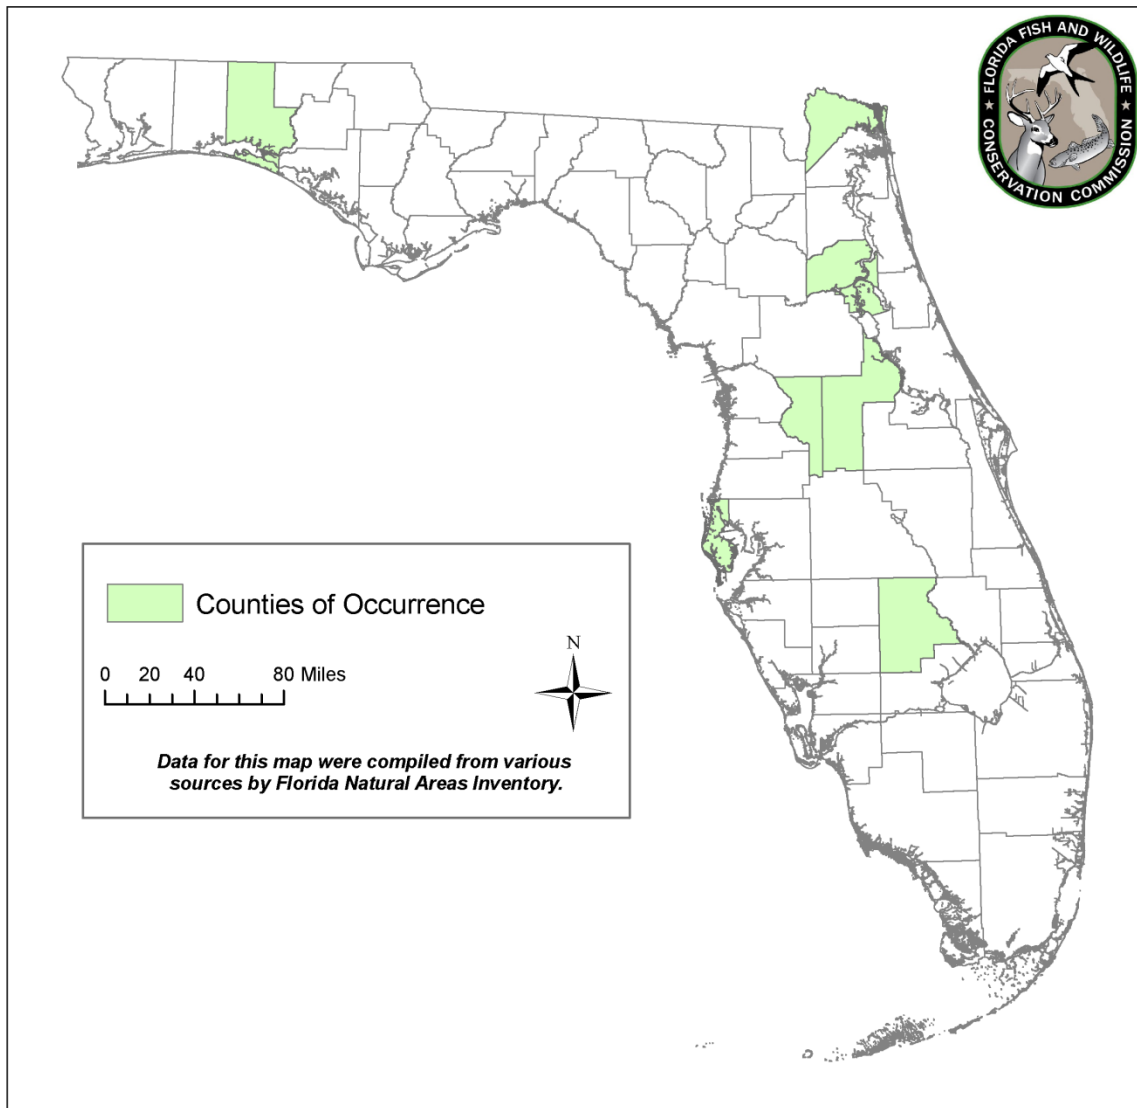 ★ FLORIDA FISH AND WILDLIFE ★
CONSERVATION COMMISSION
Counties of Occurrence
0 20 40 80 Miles
N
Data for this map were compiled from various
sources by Florida Natural Areas Inventory.